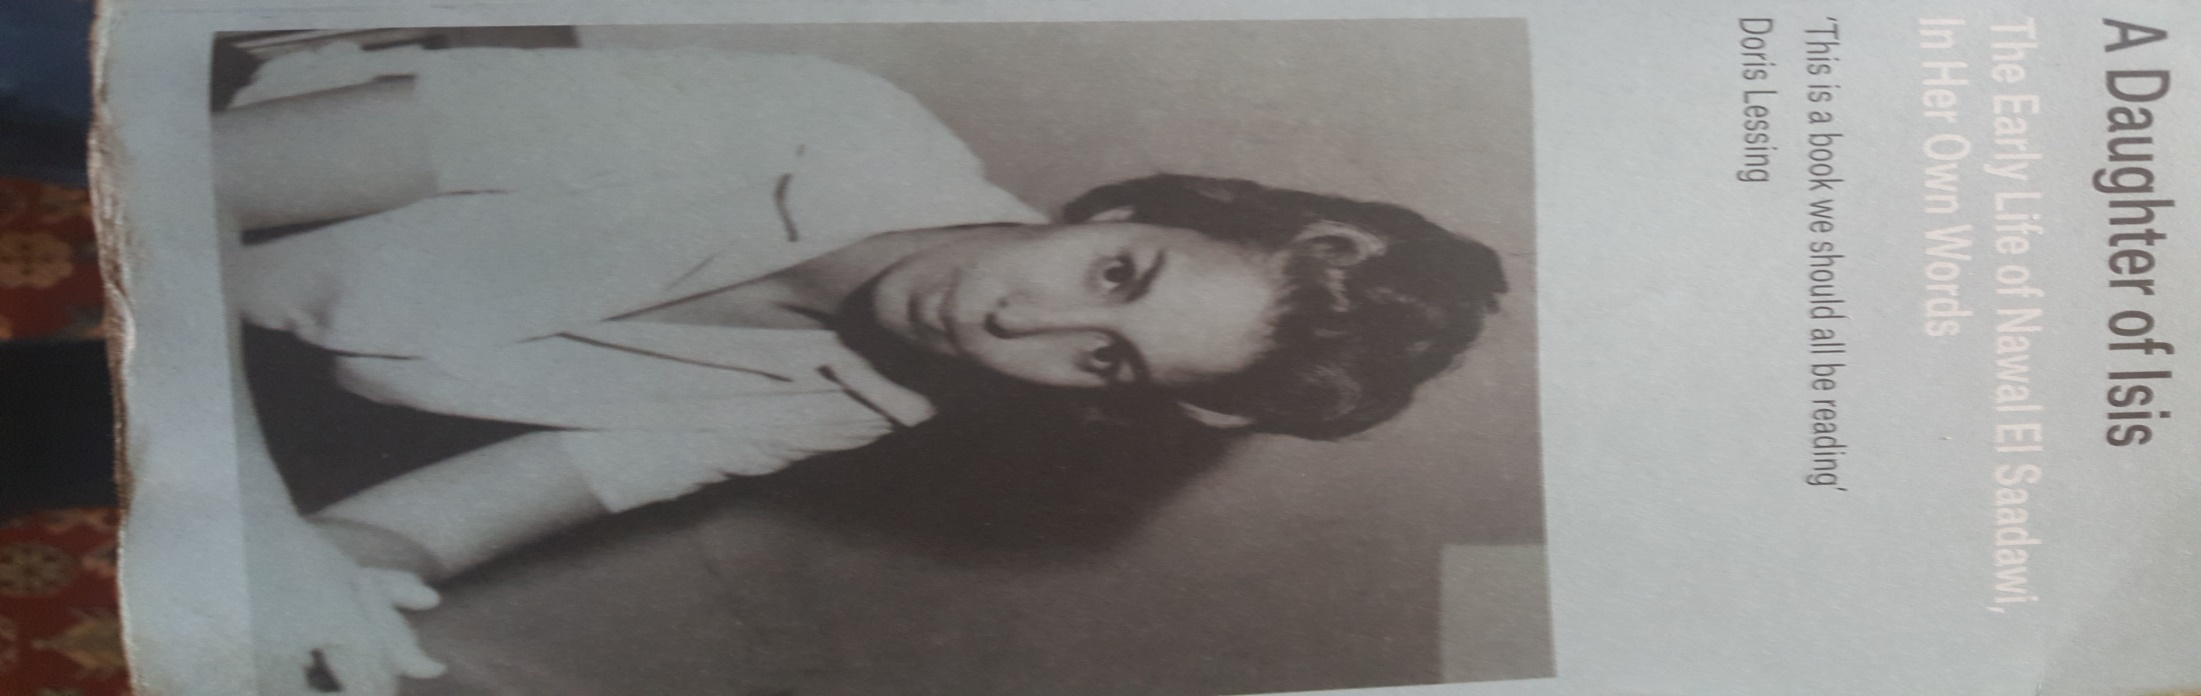 A Daughter of Isis
The Early Life of Nawal El Saadawi,
In Her Own Words
'This is a book we should all be reading'
Doris Lessing